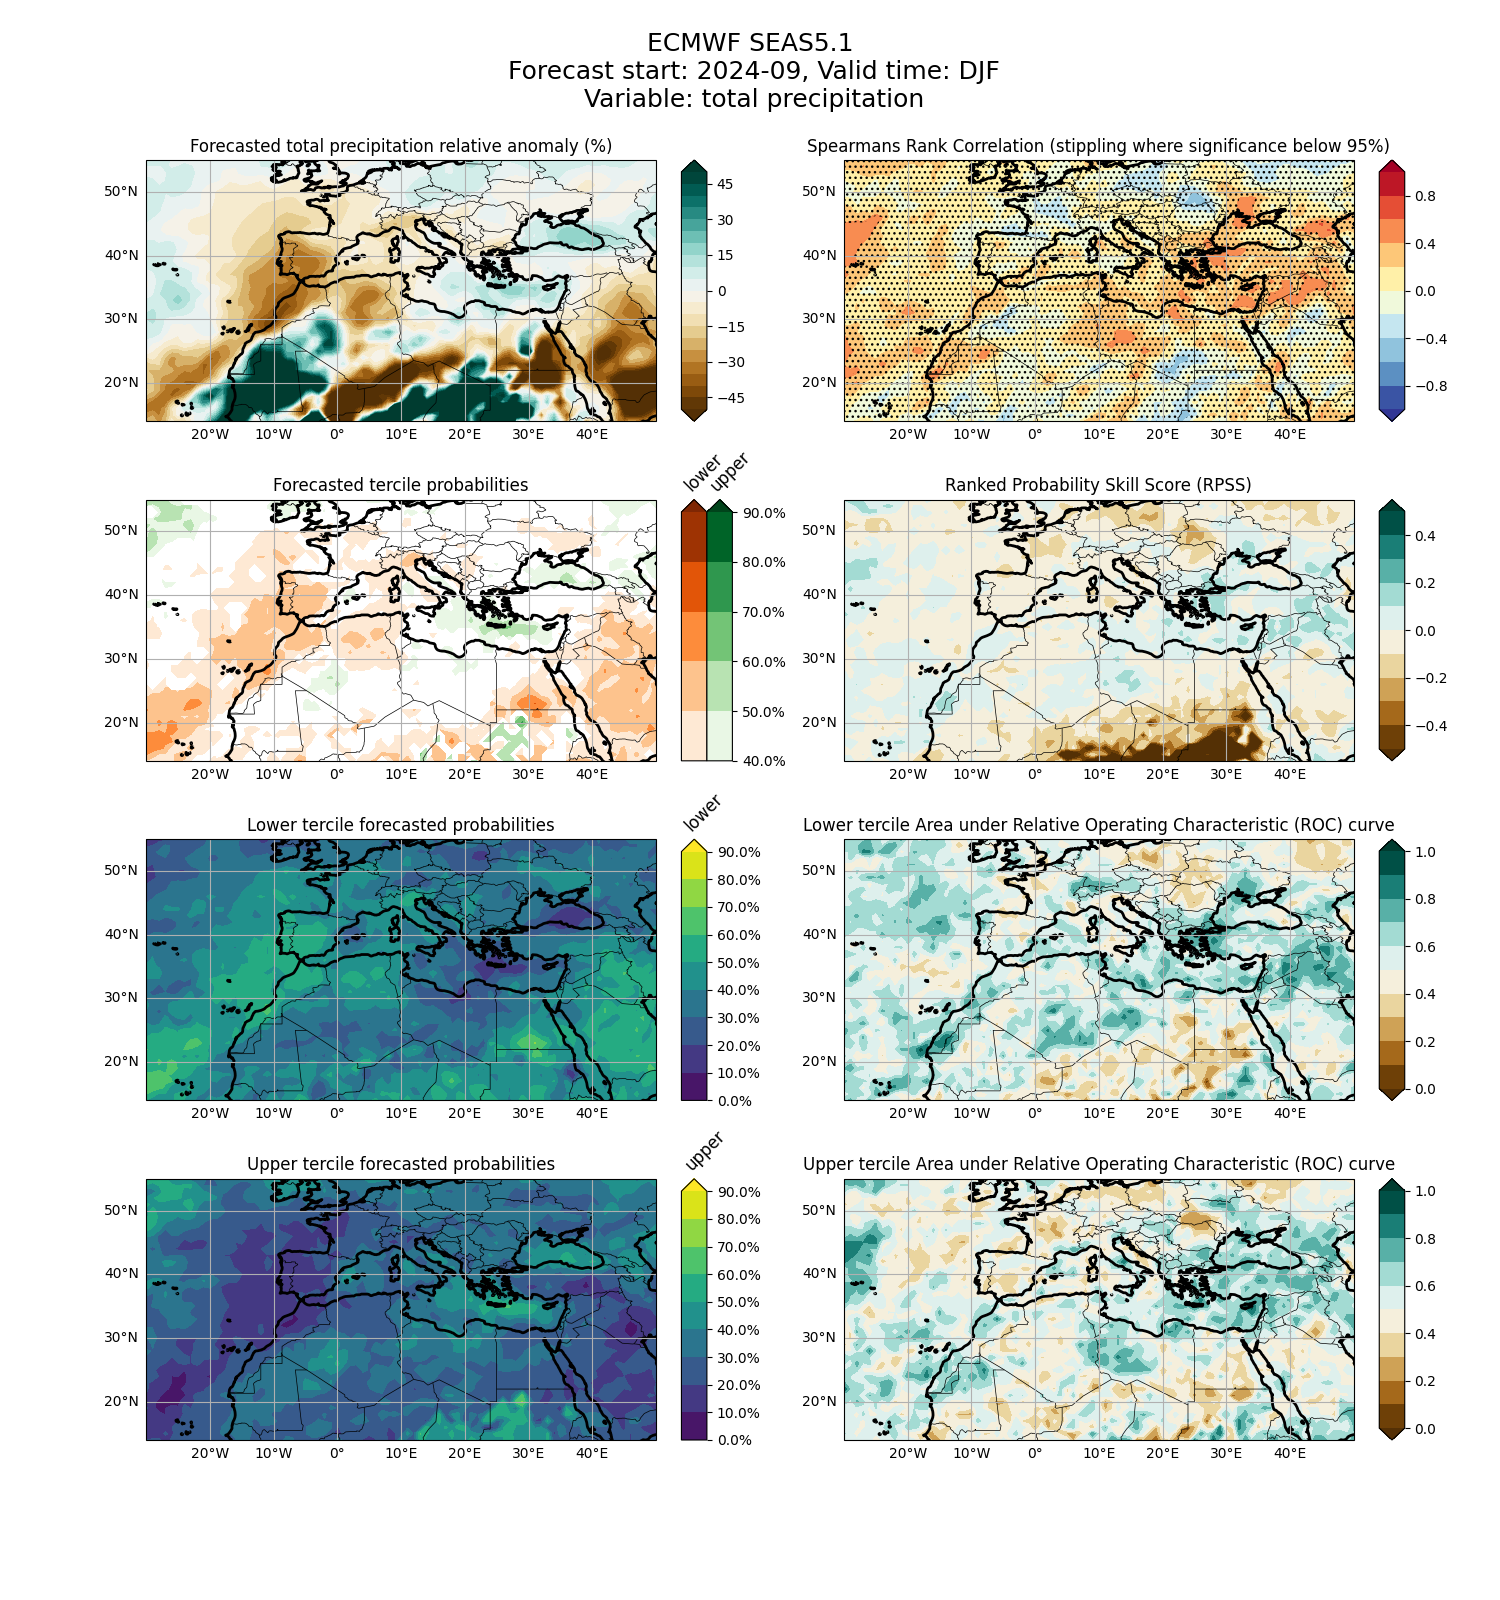 ECMWF SEAS5.1
Forecast start: 2024-09, Valid time: DJF
Variable: total precipitation
Forecasted total precipitation relative anomaly (%)
50°N
40°N
30°N
20°N
20°W 10°W 0° 10°E 20°E 30°E 40°E
45
30
15
0
−15
−30
−45
Spearmans Rank Correlation (stippling where significance below 95%)
50°N
40°N
30°N
20°N
20°W 10°W 0° 10°E 20°E 30°E 40°E
0.8
0.4
0.0
−0.4
−0.8
Forecasted tercile probabilities
50°N
40°N
30°N
20°N
20°W 10°W 0° 10°E 20°E 30°E 40°E
lower
upper
90.0%
80.0%
70.0%
60.0%
50.0%
40.0%
Ranked Probability Skill Score (RPSS)
50°N
40°N
30°N
20°N
20°W 10°W 0° 10°E 20°E 30°E 40°E
0.4
0.2
0.0
−0.2
−0.4
Lower tercile forecasted probabilities
50°N
40°N
30°N
20°N
20°W 10°W 0° 10°E 20°E 30°E 40°E
lower
90.0%
80.0%
70.0%
60.0%
50.0%
40.0%
30.0%
20.0%
10.0%
0.0%
Lower tercile Area under Relative Operating Characteristic (ROC) curve
50°N
40°N
30°N
20°N
20°W 10°W 0° 10°E 20°E 30°E 40°E
1.0
0.8
0.6
0.4
0.2
0.0
Upper tercile forecasted probabilities
50°N
40°N
30°N
20°N
20°W 10°W 0° 10°E 20°E 30°E 40°E
upper
90.0%
80.0%
70.0%
60.0%
50.0%
40.0%
30.0%
20.0%
10.0%
0.0%
Upper tercile Area under Relative Operating Characteristic (ROC) curve
50°N
40°N
30°N
20°N
20°W 10°W 0° 10°E 20°E 30°E 40°E
1.0
0.8
0.6
0.4
0.2
0.0